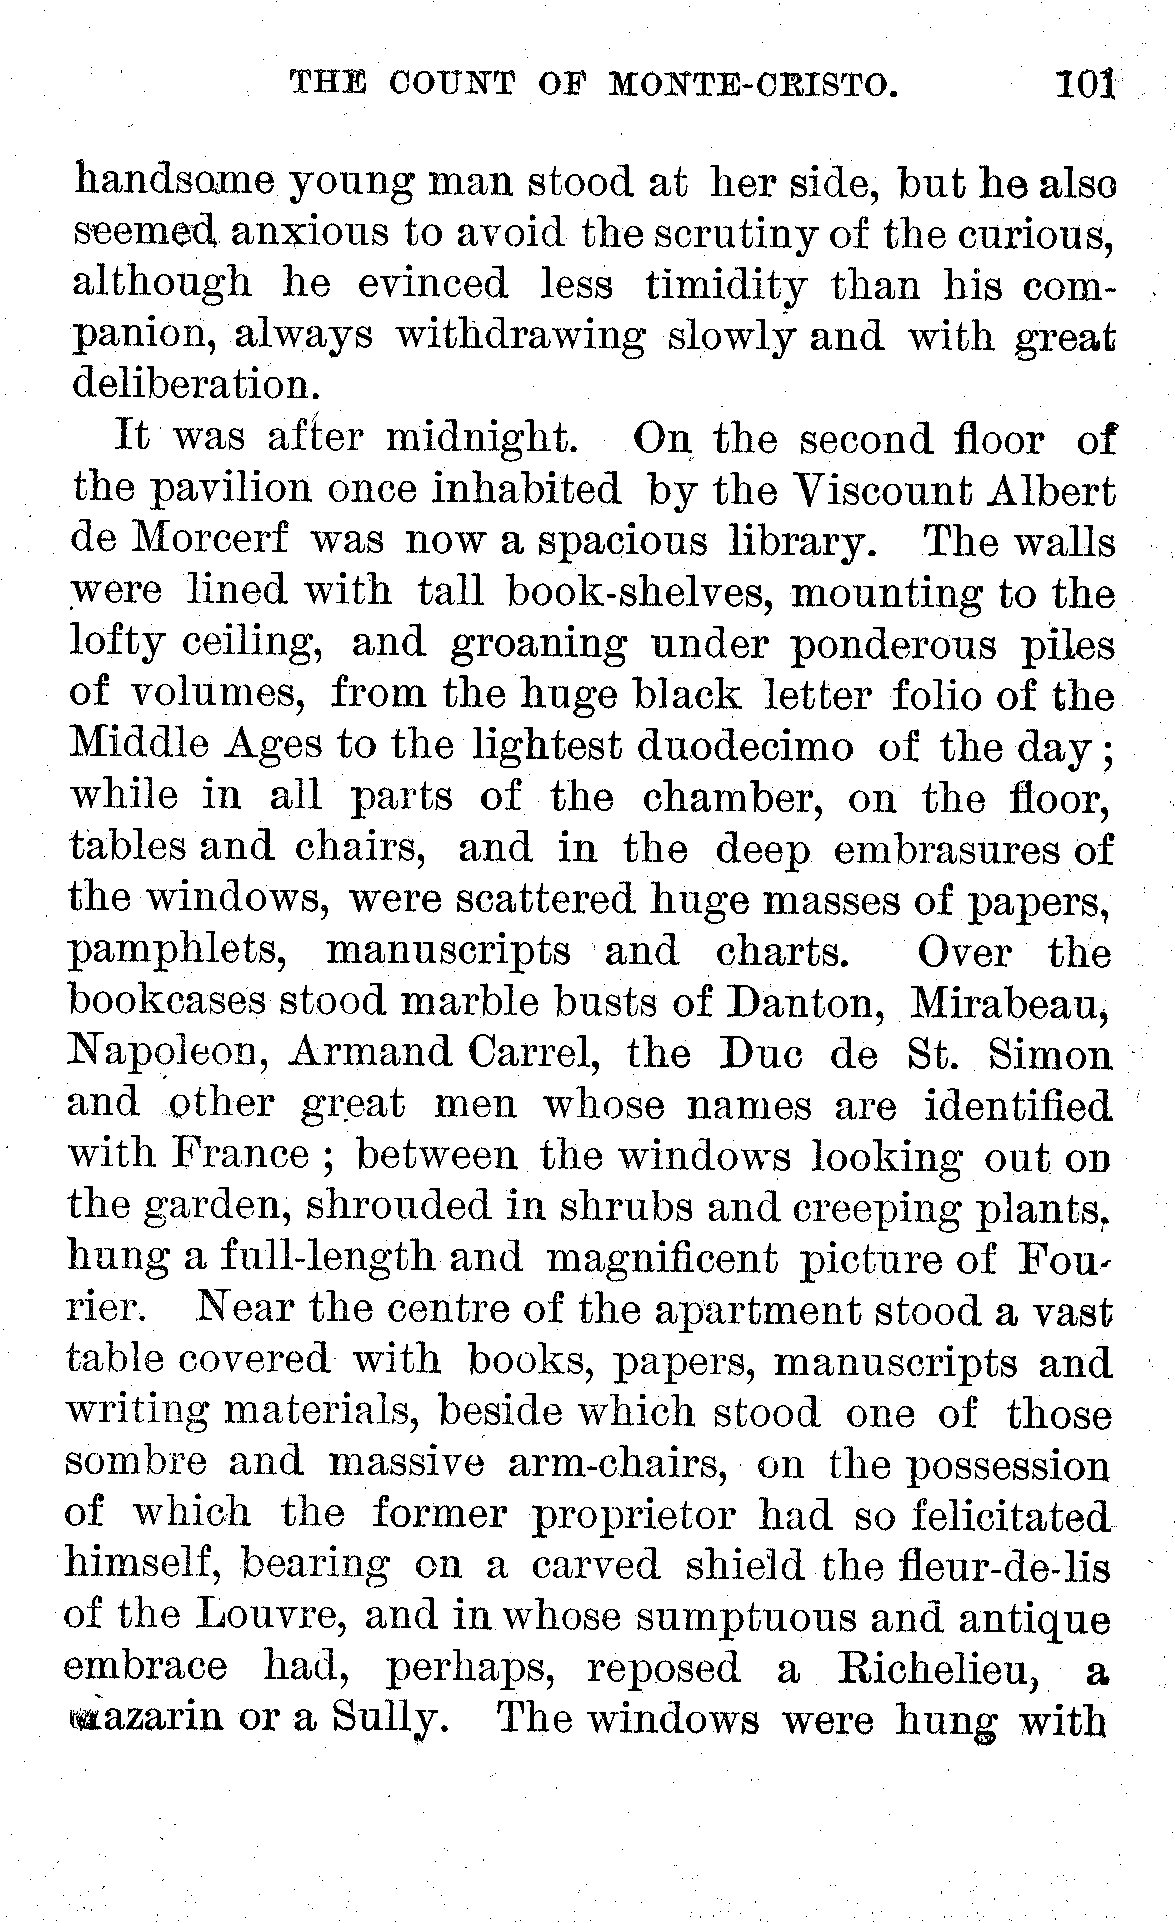 THE COUNT OF MONTE-CRISTO. 101
handsome young man stood at her side, but he also
seemed anxious to avoid the scrutiny of the curious,
although he evinced less timidity than his com-
panion, always withdrawing slowly and with great
deliberation.
It was after midnight. On the second floor of
the pavilion once inhabited by the Viscount Albert
de Morcerf was now a spacious library. The walls
were lined with tall book-shelves, mounting to the
lofty ceiling, and groaning under ponderous piles
of volumes, from the huge black letter folio of the
Middle Ages to the lightest duodecimo of the day ;
while in all parts of the chamber, on the floor,
tables and chairs, and in the deep embrasures of
the windows, were scattered huge masses of papers,
pamphlets, manuscripts and charts. Over the
bookcases stood marble busts of Danton, Mirabeau,
Napoleon, Armand Carrel, the Duc de St. Simon
and other great men whose names are identified
with France ; between the windows looking out on
the garden, shrouded in shrubs and creeping plants,
hung a full-length and magnificent picture of Fou-
rier. Near the centre of the apartment stood a vast
table covered with books, papers, manuscripts and
writing materials, beside which stood one of those
sombre and massive arm-chairs, on the possession
of which the former proprietor had so felicitated
himself, bearing on a carved shield the fleur-de-lis
of the Louvre, and in whose sumptuous and antique
embrace had, perhaps, reposed a Richelieu, a
Mazarin or a Sully. The windows were hung with